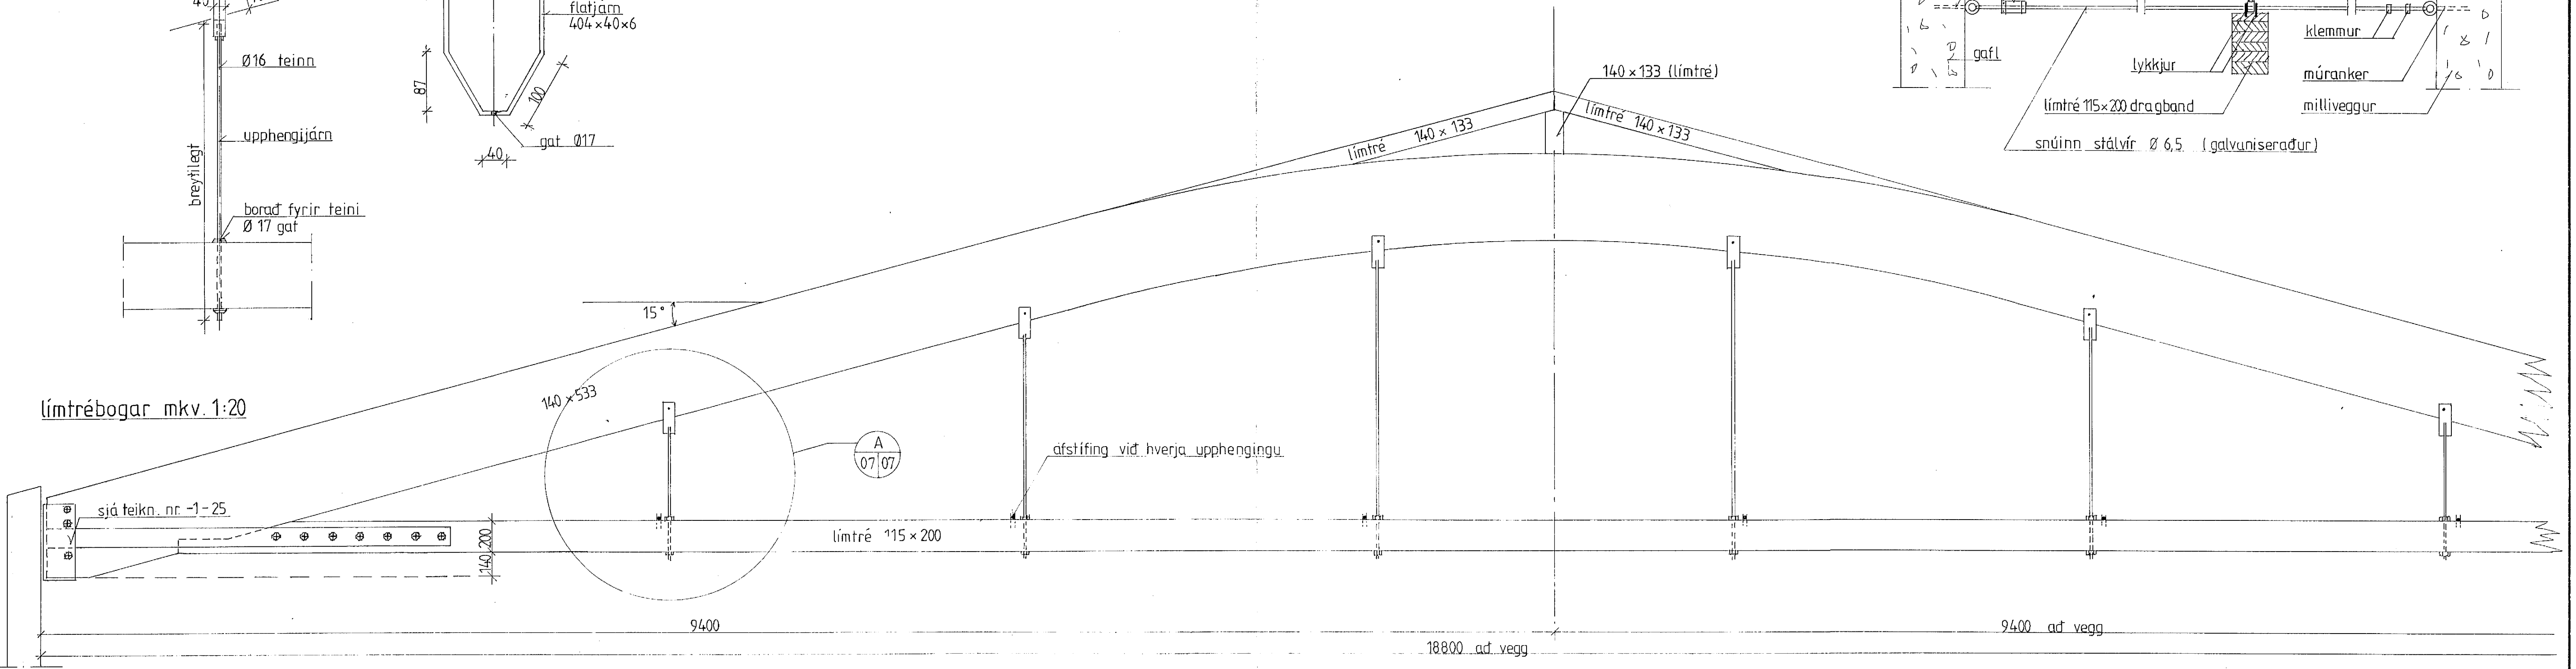 Ø16 teinn
upphengijárn
breytilegt
borað fyrir teini
Ø 17 gat
flatjárn
404×40×6
87
100
40
gat Ø17
140×133 (límtré)
límtré 140×133
límtré 140×133
gafl
lykkjur
límtré 115×200 dragband
snúinn stálvír Ø 6,5 (galvaniseraður)
klemmur
múranker
milliveggur
15°
140×533
límtrébogar mkv. 1:20
A
07 07
afstífing við hverja upphengingu
sjá teikn. nr. -1-25
200
140
límtré 115×200
9400
9400 að vegg
18800 að vegg